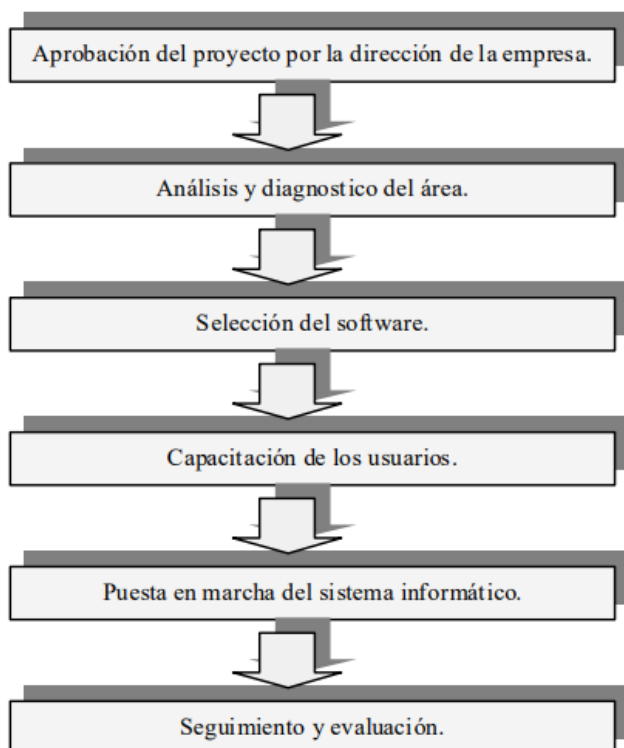 Aprobación del proyecto por la dirección de la empresa.
Análisis y diagnostico del área.
Selección del software.
Capacitación de los usuarios.
Puesta en marcha del sistema informático.
Seguimiento y evaluación.